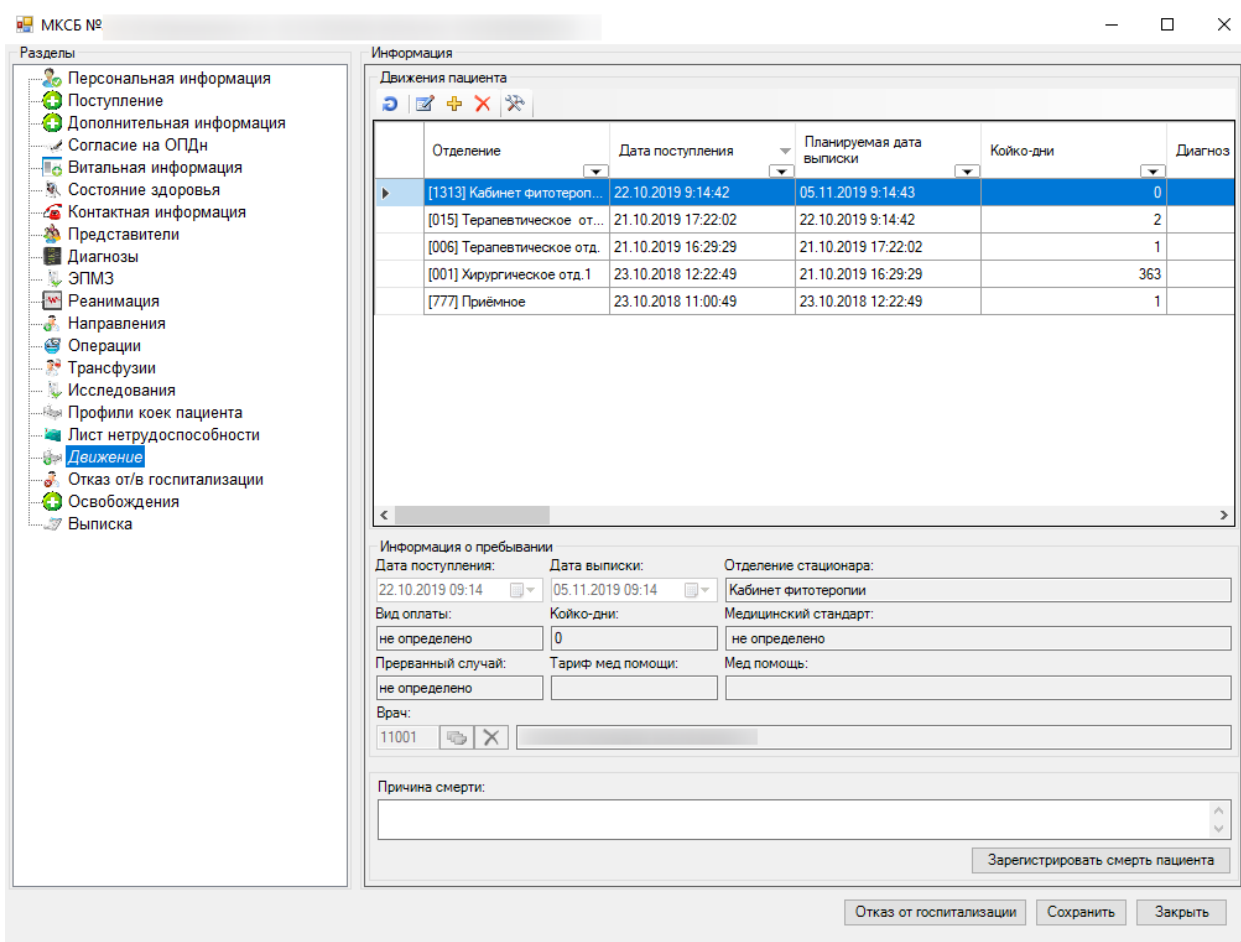 МКСБ №
Разделы
Персональная информация
Поступление
Дополнительная информация
Согласие на ОПДн
Витальная информация
Состояние здоровья
Контактная информация
Представители
Диагнозы
ЭПМЗ
Реанимация
Направления
Операции
Трансфузии
Исследования
Профили коек пациента
Лист нетрудоспособности
Движение
Отказ от/в госпитализации
Освобождения
Выписка
Информация
Движения пациента
Отделение Дата поступления Планируемая дата выписки Койко-дни Диагноз
[1313] Кабинет фитотероп... 22.10.2019 9:14:42 05.11.2019 9:14:43 0
[015] Терапевтическое от... 21.10.2019 17:22:02 22.10.2019 9:14:42 2
[006] Терапевтическое отд. 21.10.2019 16:29:29 21.10.2019 17:22:02 1
[001] Хирургическое отд.1 23.10.2018 12:22:49 21.10.2019 16:29:29 363
[777] Приёмное 23.10.2018 11:00:49 23.10.2018 12:22:49 1
Информация о пребывании
Дата поступления: Дата выписки: Отделение стационара:
22.10.2019 09:14 05.11.2019 09:14 Кабинет фитотеропии
Вид оплаты: Койко-дни: Медицинский стандарт:
не определено 0 не определено
Прерванный случай: Тариф мед помощи: Мед помощь:
не определено
Врач:
11001
Причина смерти:
Зарегистрировать смерть пациента
Отказ от госпитализации Сохранить Закрыть